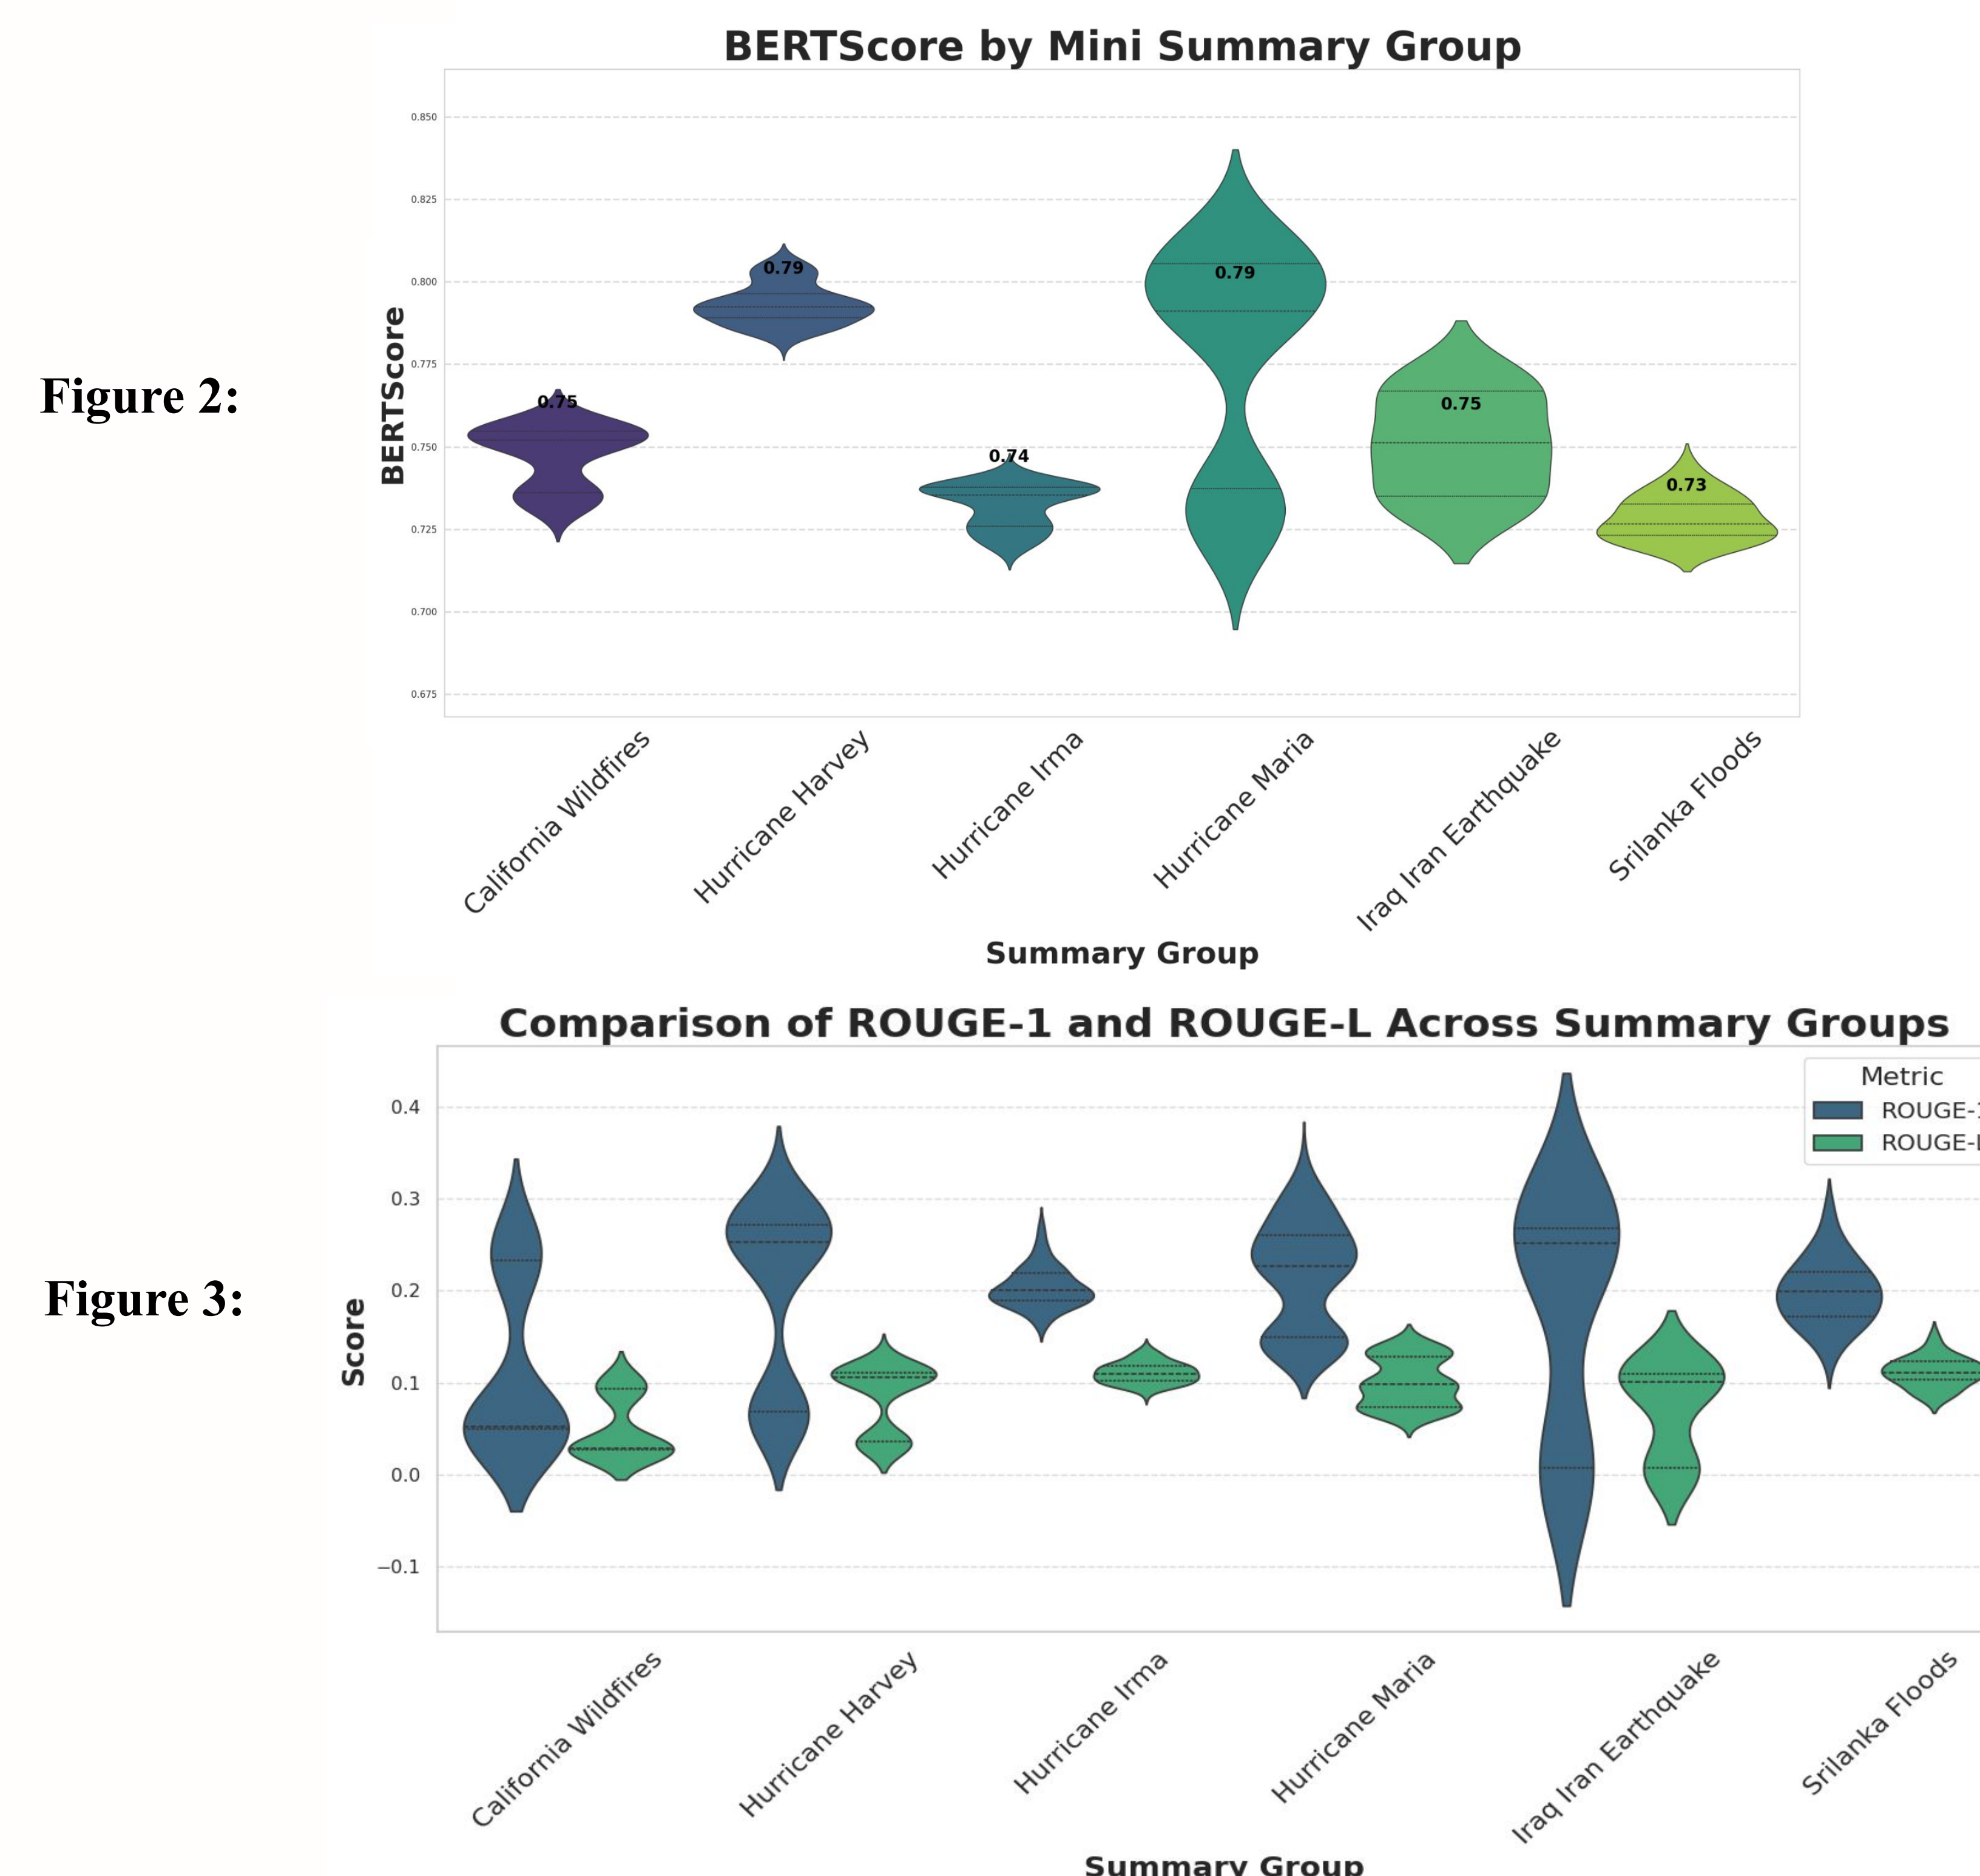 BERTScore by Mini Summary Group
Figure 2:
BERTScore
0.850
0.825
0.800
0.775
0.750
0.725
0.700
0.675
0.75
0.79
0.74
0.79
0.75
0.73
California Wildfires
Hurricane Harvey
Hurricane Irma
Hurricane Maria
Iraq Iran Earthquake
Srilanka Floods
Summary Group
Comparison of ROUGE-1 and ROUGE-L Across Summary Groups
Figure 3:
Score
0.4
0.3
0.2
0.1
0.0
−0.1
Metric
ROUGE-1
ROUGE-L
California Wildfires
Hurricane Harvey
Hurricane Irma
Hurricane Maria
Iraq Iran Earthquake
Srilanka Floods
Summary Group